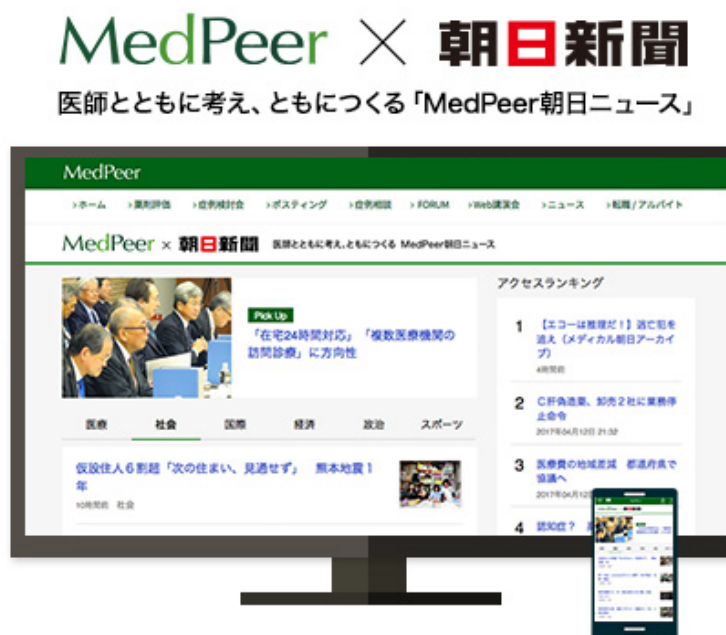 MedPeer × 朝日新聞
医師とともに考え、ともにつくる「MedPeer朝日ニュース」
MedPeer
›ホーム ›薬剤評価 ›症例検討会 ›ポスティング ›症例相談 ›FORUM ›Web講演会 ›ニュース ›転職/アルバイト
MedPeer × 朝日新聞 医師とともに考え、ともにつくる MedPeer朝日ニュース
Pick Up
「在宅24時間対応」「複数医療機関の
訪問診療」に方向性
医療 社会 国際 経済 政治 スポーツ
仮設住人6割超「次の住まい、見通せず」 熊本地震1
年
10時間前 社会
アクセスランキング
1 【エコーは推理だ!】逃亡犯を
追え(メディカル朝日アーカイ
ブ)
4時間前
2 C肝偽造薬、卸売2社に業務停
止命令
2017年04月12日 21:32
3 医療費の地域差減 都道府県で
協議へ
2017年04月12
4 認知症?